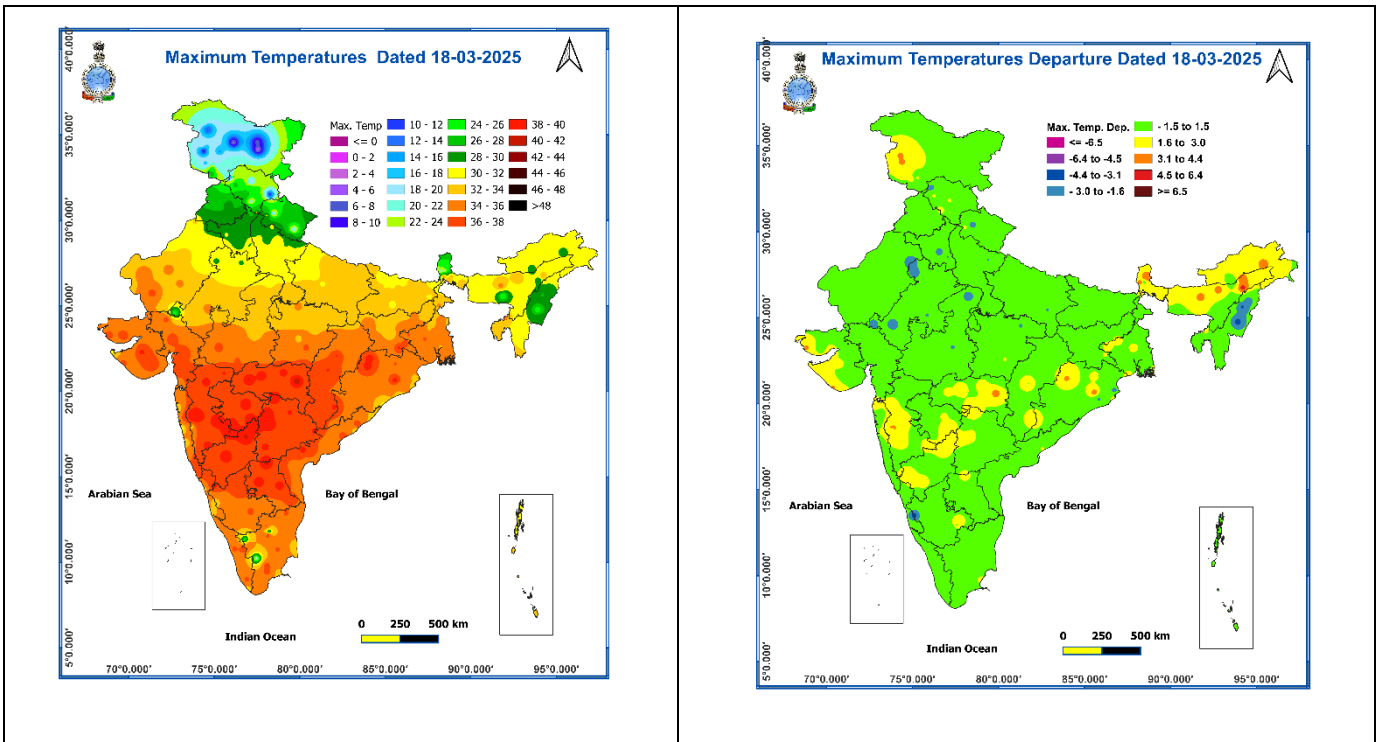 Maximum Temperatures Dated 18-03-2025
Max. Temp
<= 0
0 - 2
2 - 4
4 - 6
6 - 8
8 - 10
10 - 12
12 - 14
14 - 16
16 - 18
18 - 20
20 - 22
22 - 24
24 - 26
26 - 28
28 - 30
30 - 32
32 - 34
34 - 36
36 - 38
38 - 40
40 - 42
42 - 44
44 - 46
46 - 48
>48
40°0.000'
35°0.000'
30°0.000'
25°0.000'
20°0.000'
15°0.000'
10°0.000'
5°0.000'
Arabian Sea
Bay of Bengal
Indian Ocean
0 250 500 km
70°0.000' 75°0.000' 80°0.000' 85°0.000' 90°0.000' 95°0.000'
Maximum Temperatures Departure Dated 18-03-2025
Max. Temp. Dep.
<= -6.5
-6.4 to -4.5
-4.4 to -3.1
- 3.0 to -1.6
- 1.5 to 1.5
1.6 to 3.0
3.1 to 4.4
4.5 to 6.4
>= 6.5
40°0.000'
35°0.000'
30°0.000'
25°0.000'
20°0.000'
15°0.000'
10°0.000'
5°0.000'
Arabian Sea
Bay of Bengal
Indian Ocean
0 250 500 km
70°0.000' 75°0.000' 80°0.000' 85°0.000' 90°0.000' 95°0.000'